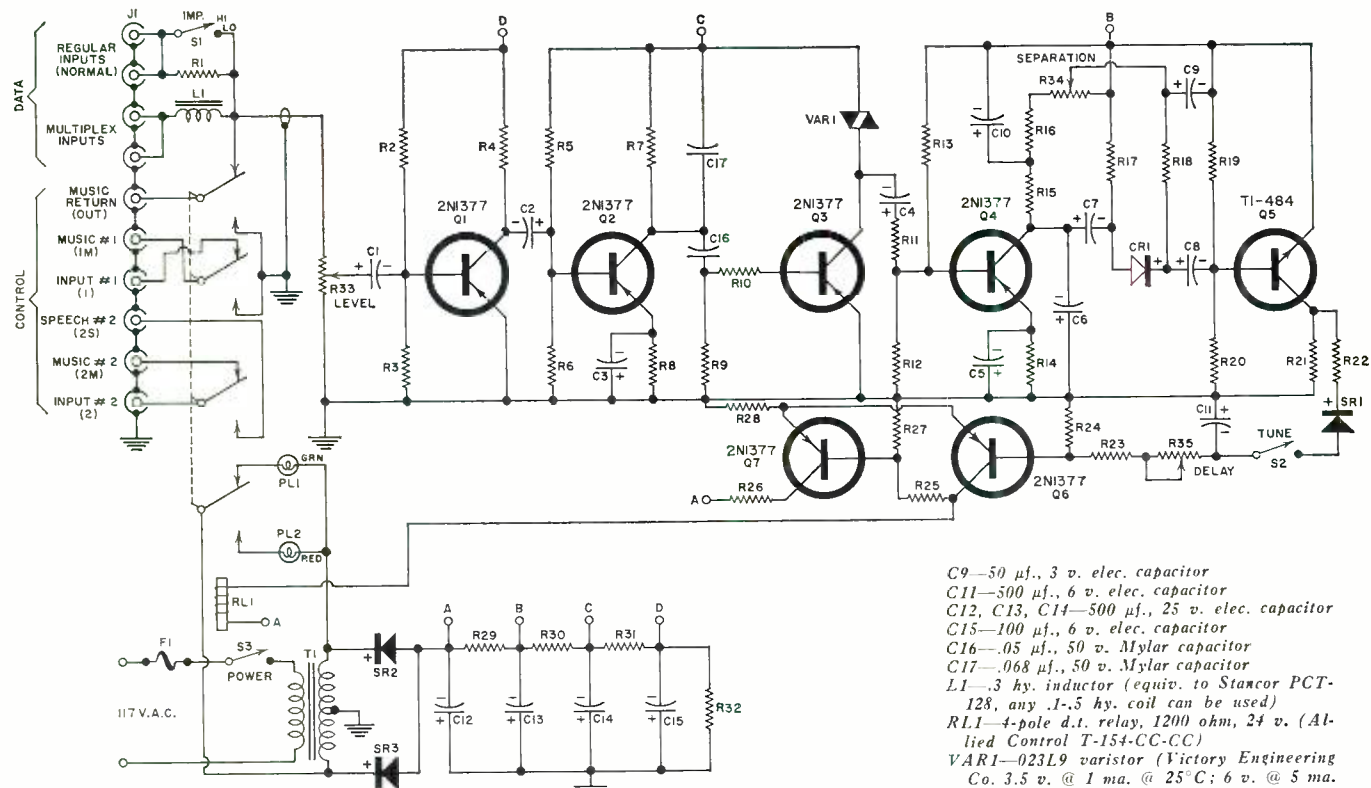 J1
IMP.
HI
LO
S1
REGULAR
INPUTS
(NORMAL)
R1
DATA
L1
MULTIPLEX
INPUTS
MUSIC
RETURN
(OUT)
MUSIC #1
(1M)
INPUT #1
(1)
CONTROL
SPEECH #2
(2S)
MUSIC #2
(2M)
INPUT #2
(2)
R33
LEVEL
+ C1 -
D
R2
R4
2N1377
Q1
R3
- C2 +
R5
R6
C
R7
2N1377
Q2
C3
-
+
R8
C17
C16
R9
R10
VAR1
2N1377
Q3
-
C4
+
R11
R12
R13
B
SEPARATION
R34
-
C10
+
R16
R15
2N1377
Q4
-
C5
+
R14
R17
C7
+ -
-
C6
+
CR1
+
R18
C9
+ -
C8
+ -
R19
R20
TI-484
Q5
R21
R22
+
SR1
R28
2N1377
Q7
R26
A
R27
R25
2N1377
Q6
R24
R23
R35
DELAY
C11
+
-
TUNE
S2
GRN
PL1
PL2
RED
RL1
A
F1
S3
POWER
T1
117 V.A.C.
+
SR2
+
SR3
A
B
C
D
R29
R30
R31
R32
-
+ C12
-
+ C13
-
+ C14
-
+ C15
C9—50 µf., 3 v. elec. capacitor
C11—500 µf., 6 v. elec. capacitor
C12, C13, C14—500 µf., 25 v. elec. capacitor
C15—100 µf., 6 v. elec. capacitor
C16—.05 µf., 50 v. Mylar capacitor
C17—.068 µf., 50 v. Mylar capacitor
L1—.3 hy. inductor (equiv. to Stancor PCT-
128, any .1-.5 hy. coil can be used)
RL1—4-pole d.t. relay, 1200 ohm, 24 v. (Al-
lied Control T-154-CC-CC)
VAR1—023L9 varistor (Victory Engineering
Co. 3.5 v. @ 1 ma. @ 25°C; 6 v. @ 5 ma.